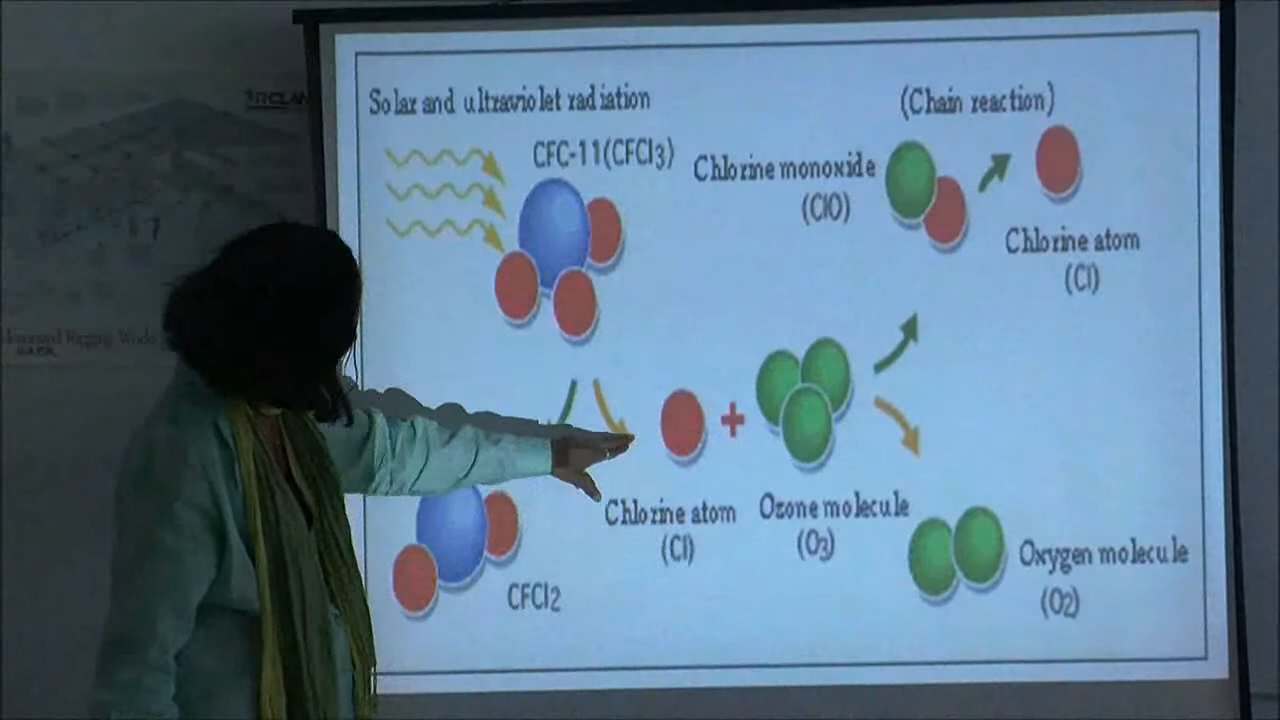 Solar and ultraviolet radiation
CFC-11(CFCl3)
(Chain reaction)
Chlorine monoxide
(ClO)
Chlorine atom
(Cl)
Chlorine atom
(Cl)
+
Ozone molecule
(O3)
Oxygen molecule
(O2)
CFCl2